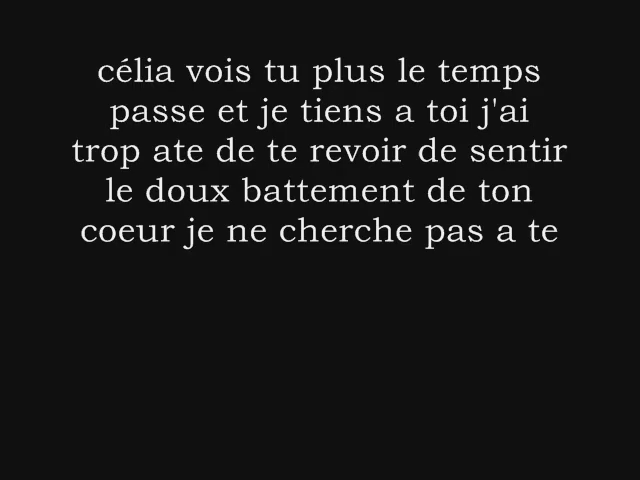 célia vois tu plus le temps
passe et je tiens a toi j'ai
trop ate de te revoir de sentir
le doux battement de ton
coeur je ne cherche pas a te